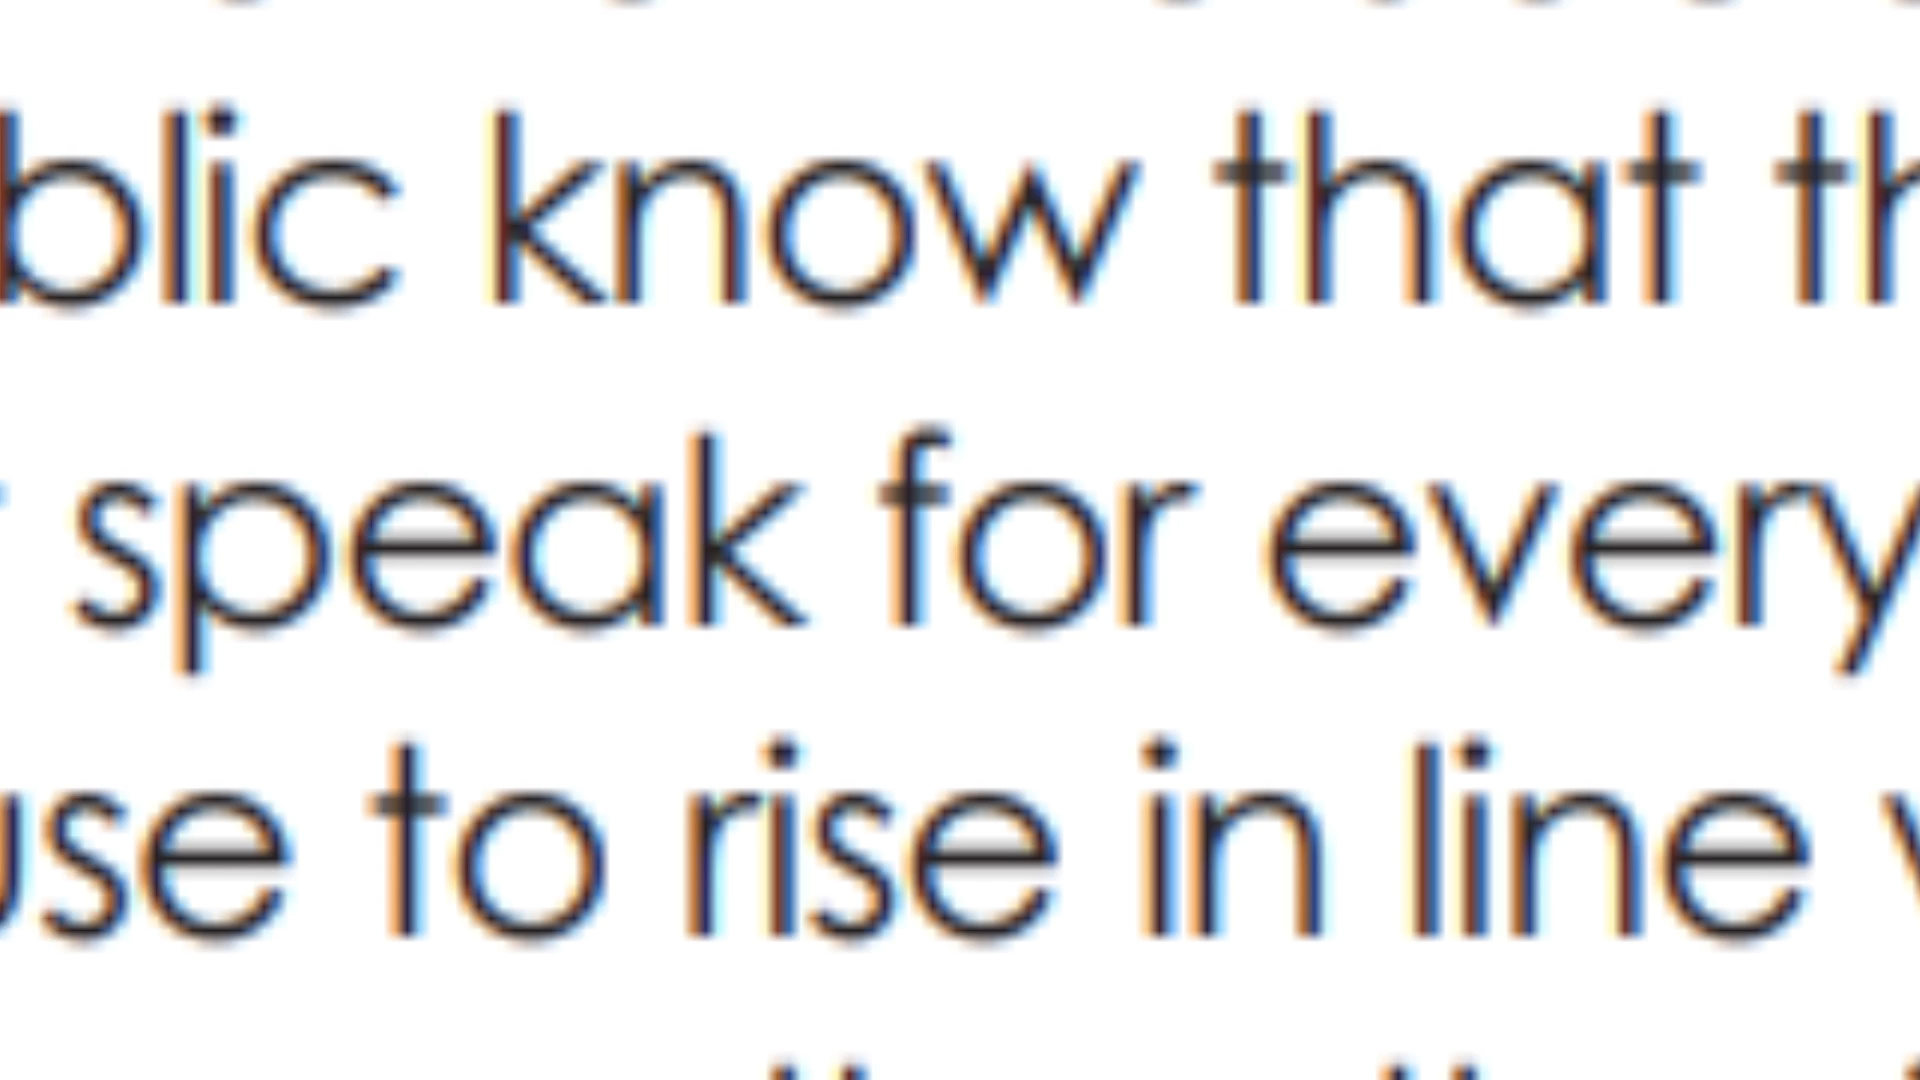 blic know that th
speak for every
use to rise in line